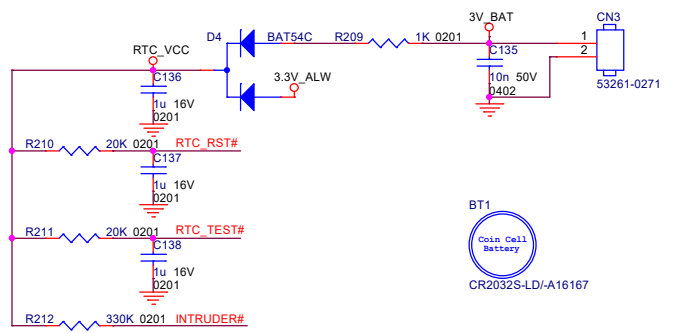 3V_BAT
CN3
D4
BAT54C
R209
1K 0201
1
2
RTC_VCC
C135
10n 50V
0402
53261-0271
C136
1u 16V
0201
3.3V_ALW
R210
20K 0201
RTC_RST#
C137
1u 16V
0201
R211
20K 0201
RTC_TEST#
C138
1u 16V
0201
BT1
Coin Cell
Battery
CR2032S-LD/-A16167
R212
330K 0201
INTRUDER#